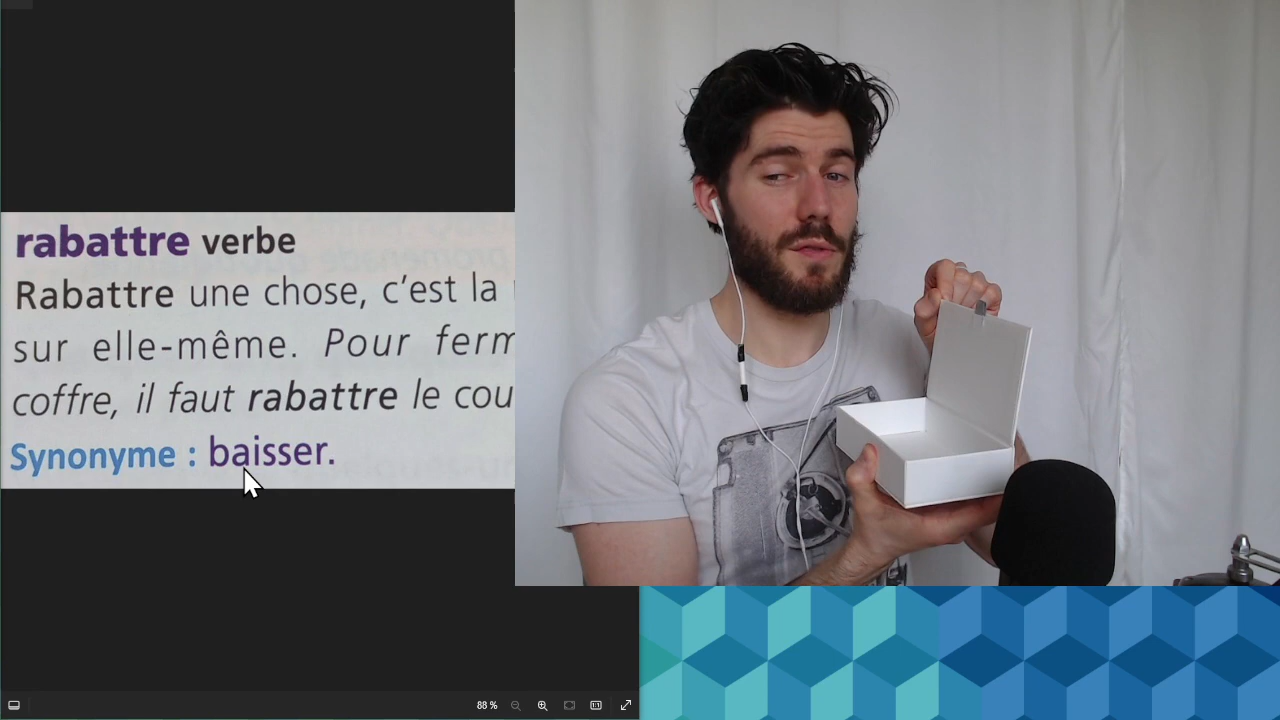 rabattre verbe
Rabattre une chose, c'est la
sur elle-même. Pour ferm
coffre, il faut rabattre le cou
Synonyme : baisser.
88 %